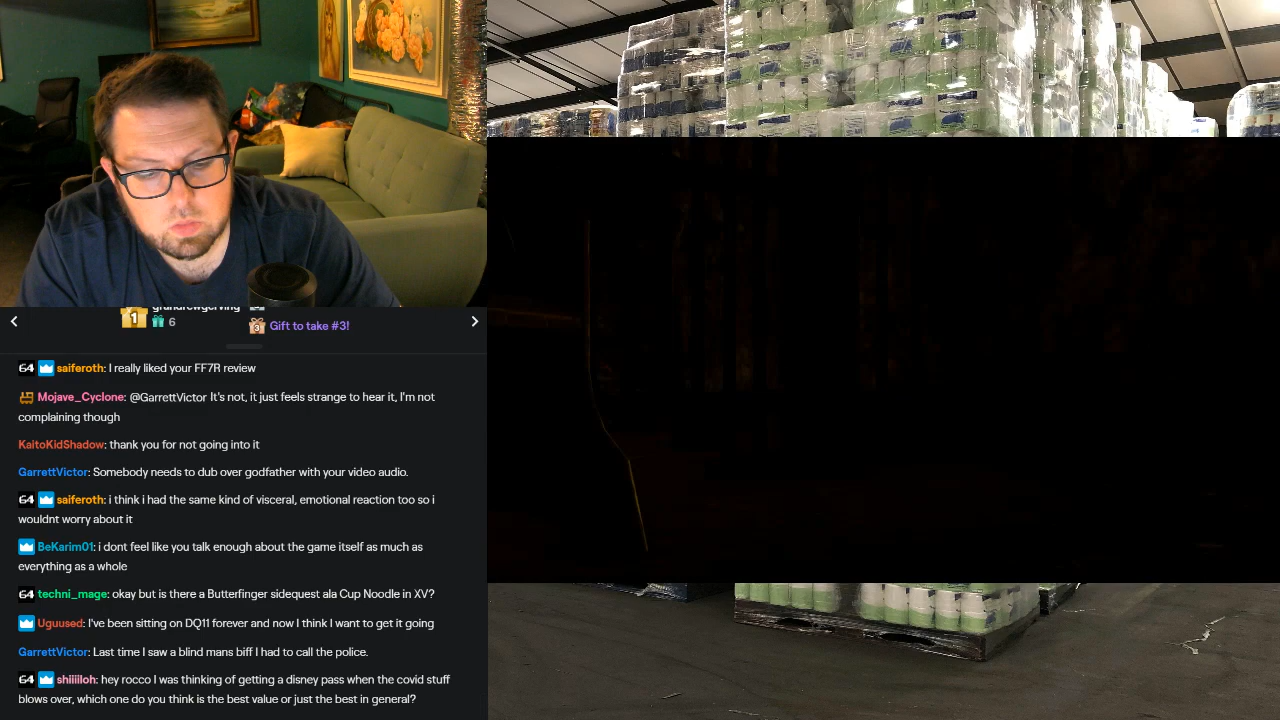 grandrewgerving
1
6
3
Gift to take #3!
64 saiferoth: I really liked your FF7R review
Mojave_Cyclone: @GarrettVictor It's not, it just feels strange to hear it, I'm not
complaining though
KaitoKidShadow: thank you for not going into it
GarrettVictor: Somebody needs to dub over godfather with your video audio.
64 saiferoth: i think i had the same kind of visceral, emotional reaction too so i
wouldnt worry about it
BeKarim01: i dont feel like you talk enough about the game itself as much as
everything as a whole
64 techni_mage: okay but is there a Butterfinger sidequest ala Cup Noodle in XV?
Uguused: I've been sitting on DQ11 forever and now I think I want to get it going
GarrettVictor: Last time I saw a blind mans biff I had to call the police.
64 shiiiiloh: hey rocco I was thinking of getting a disney pass when the covid stuff
blows over, which one do you think is the best value or just the best in general?